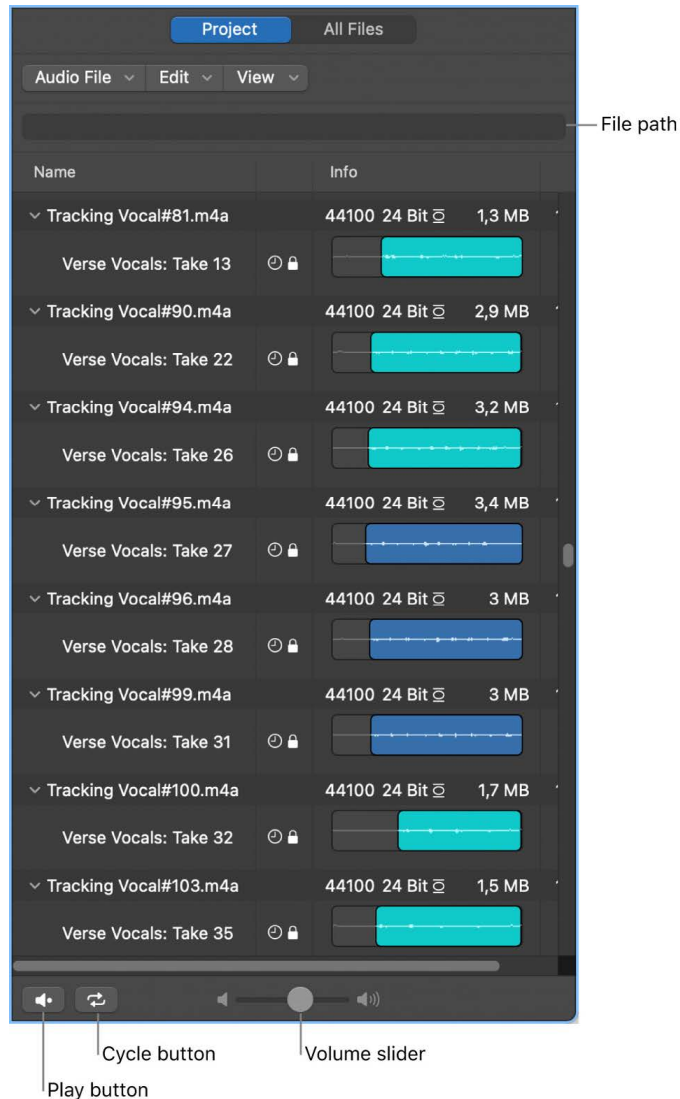 Project All Files
Audio File Edit View
File path
Name Info
Tracking Vocal#81.m4a 44100 24 Bit 1,3 MB
Verse Vocals: Take 13
Tracking Vocal#90.m4a 44100 24 Bit 2,9 MB
Verse Vocals: Take 22
Tracking Vocal#94.m4a 44100 24 Bit 3,2 MB
Verse Vocals: Take 26
Tracking Vocal#95.m4a 44100 24 Bit 3,4 MB
Verse Vocals: Take 27
Tracking Vocal#96.m4a 44100 24 Bit 3 MB
Verse Vocals: Take 28
Tracking Vocal#99.m4a 44100 24 Bit 3 MB
Verse Vocals: Take 31
Tracking Vocal#100.m4a 44100 24 Bit 1,7 MB
Verse Vocals: Take 32
Tracking Vocal#103.m4a 44100 24 Bit 1,5 MB
Verse Vocals: Take 35
Cycle button Volume slider
Play button